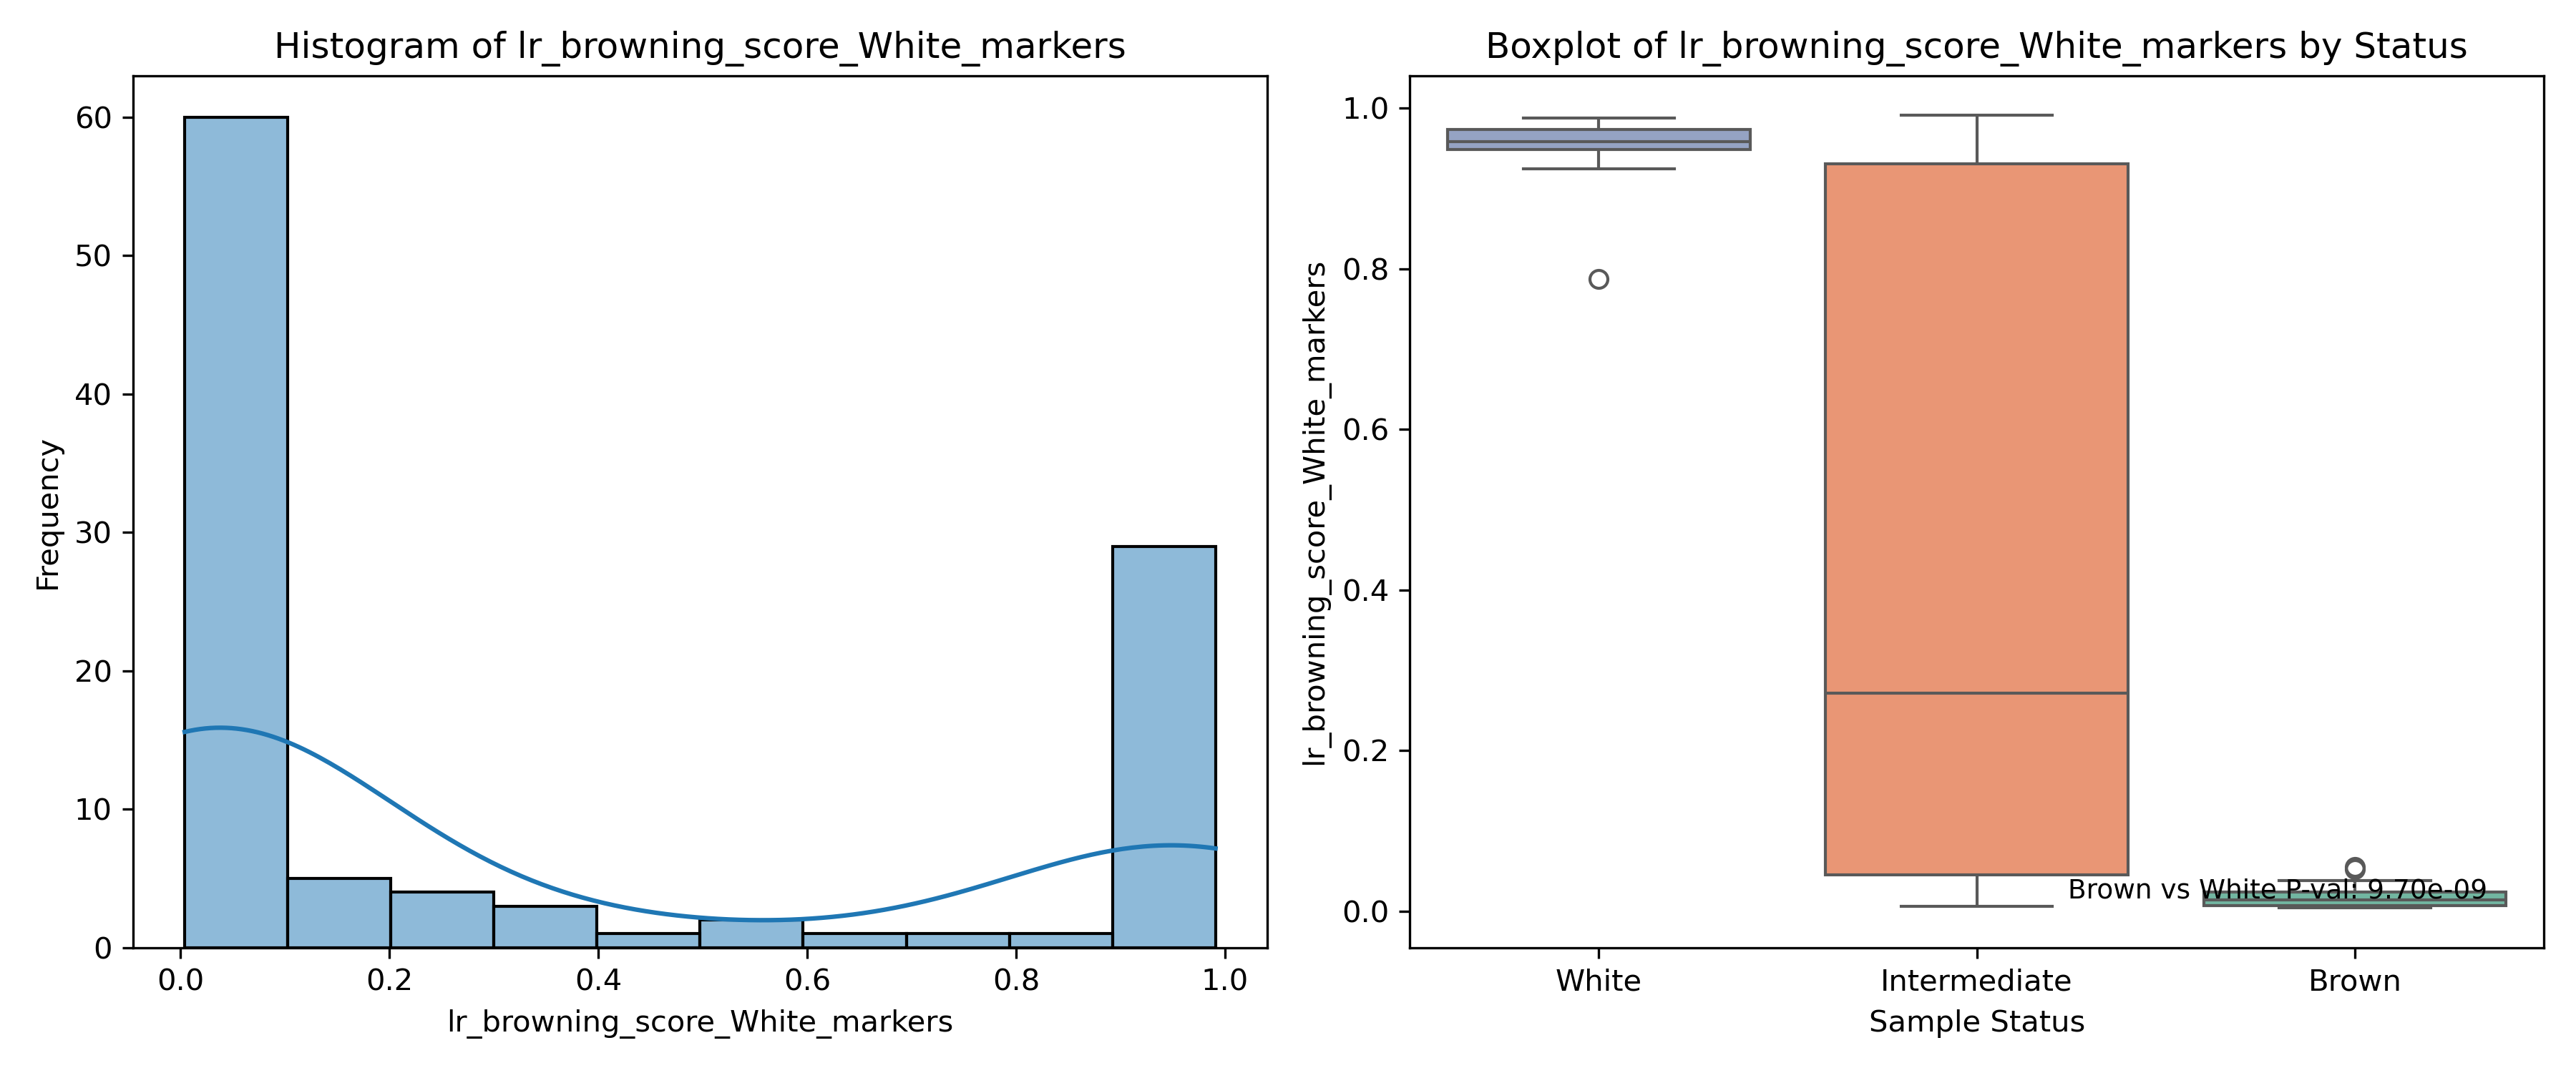 Histogram of lr_browning_score_White_markers
Frequency
60
50
40
30
20
10
0
0.0 0.2 0.4 0.6 0.8 1.0
lr_browning_score_White_markers
Boxplot of lr_browning_score_White_markers by Status
lr_browning_score_White_markers
1.0
0.8
0.6
0.4
0.2
0.0
Brown vs White P-val: 9.70e-09
White Intermediate Brown
Sample Status